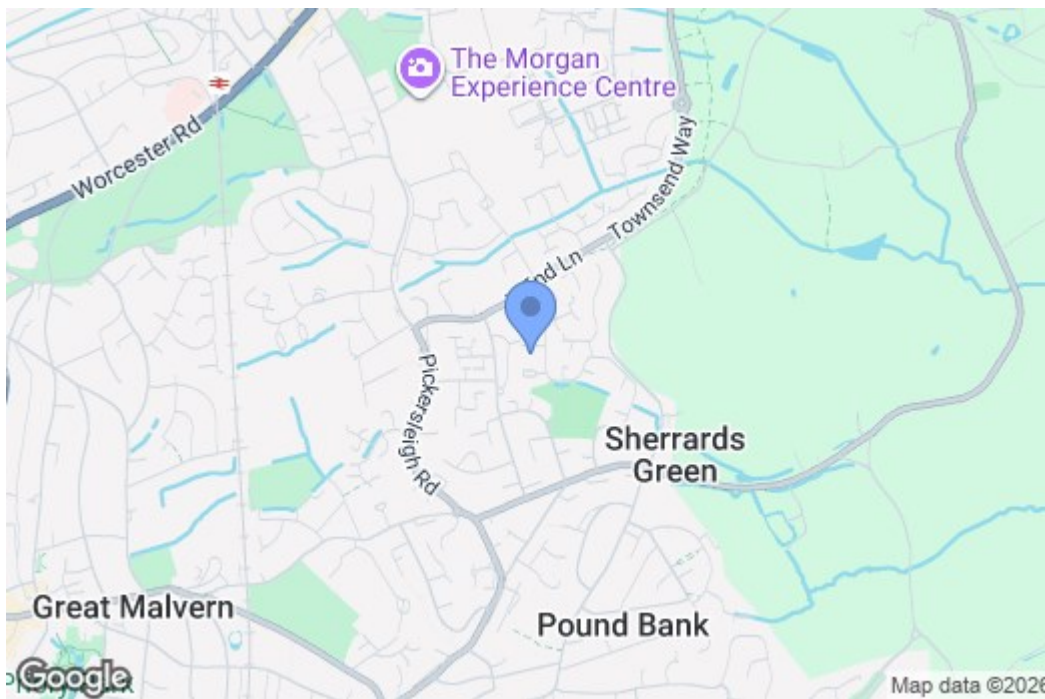 The Morgan
Experience Centre
Worcester Rd
Townsend Way
End Ln
Pickersleigh Rd
Sherrards
Green
Great Malvern
Pound Bank
Google
Map data ©2026